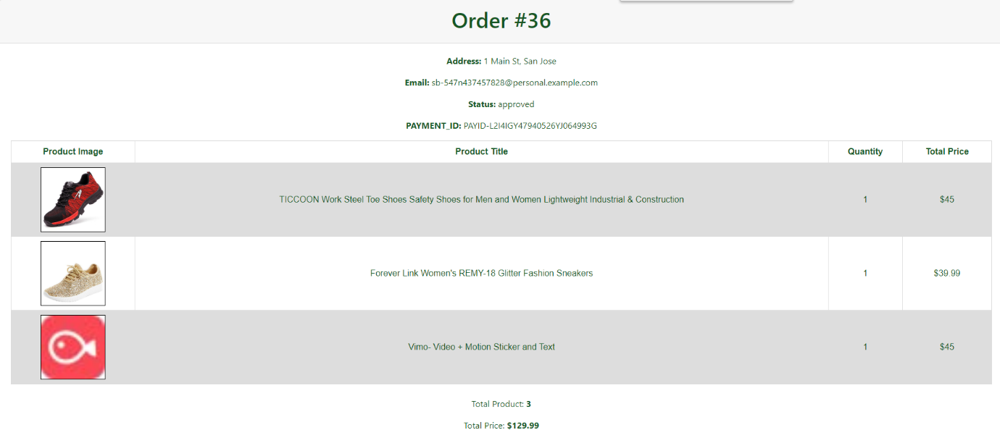 Order #36
Address: 1 Main St, San Jose
Email: sb-547n437457828@personal.example.com
Status: approved
PAYMENT_ID: PAYID-L2I4IGY47940526YJ064993G
Product Image Product Title Quantity Total Price
TICCOON Work Steel Toe Shoes Safety Shoes for Men and Women Lightweight Industrial & Construction 1 $45
Forever Link Women's REMY-18 Glitter Fashion Sneakers 1 $39.99
Vimo- Video + Motion Sticker and Text 1 $45
Total Product: 3
Total Price: $129.99